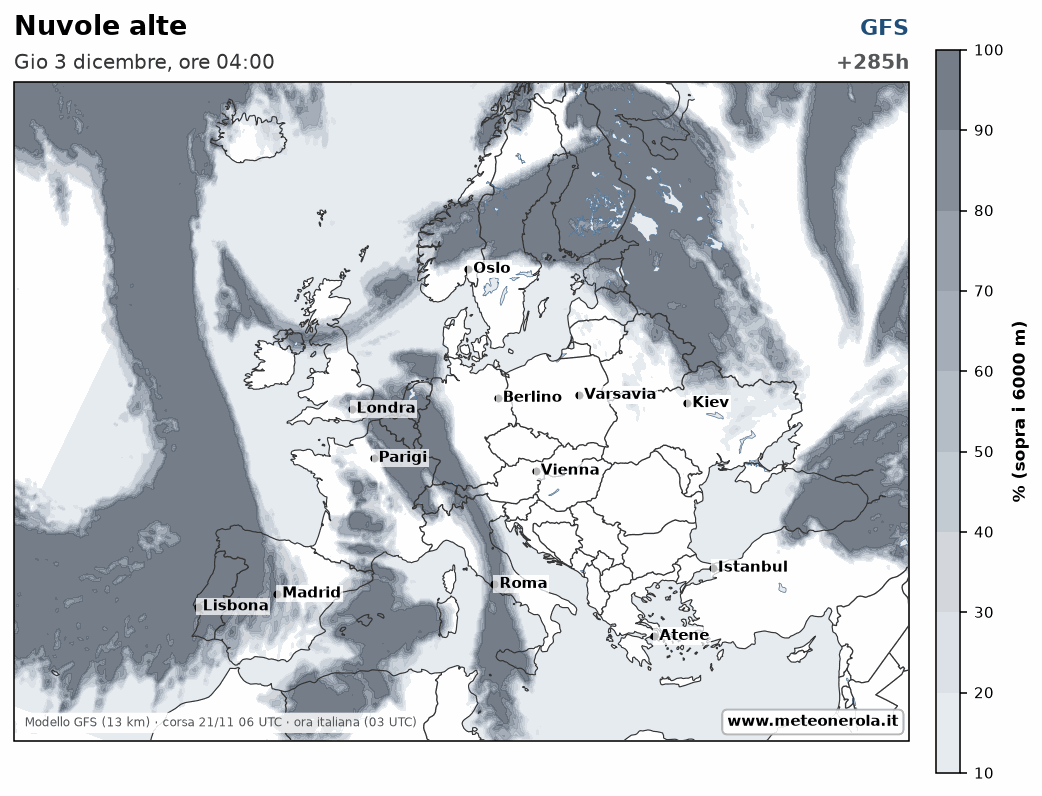 Nuvole alte
GFS
Gio 3 dicembre, ore 04:00
+285h
100
90
80
70
60
50
40
30
20
10
% (sopra i 6000 m)
Oslo
Berlino
Varsavia
Kiev
Londra
Parigi
Vienna
Istanbul
Roma
Madrid
Lisbona
Atene
Modello GFS (13 km) · corsa 21/11 06 UTC · ora italiana (03 UTC)
www.meteonerola.it